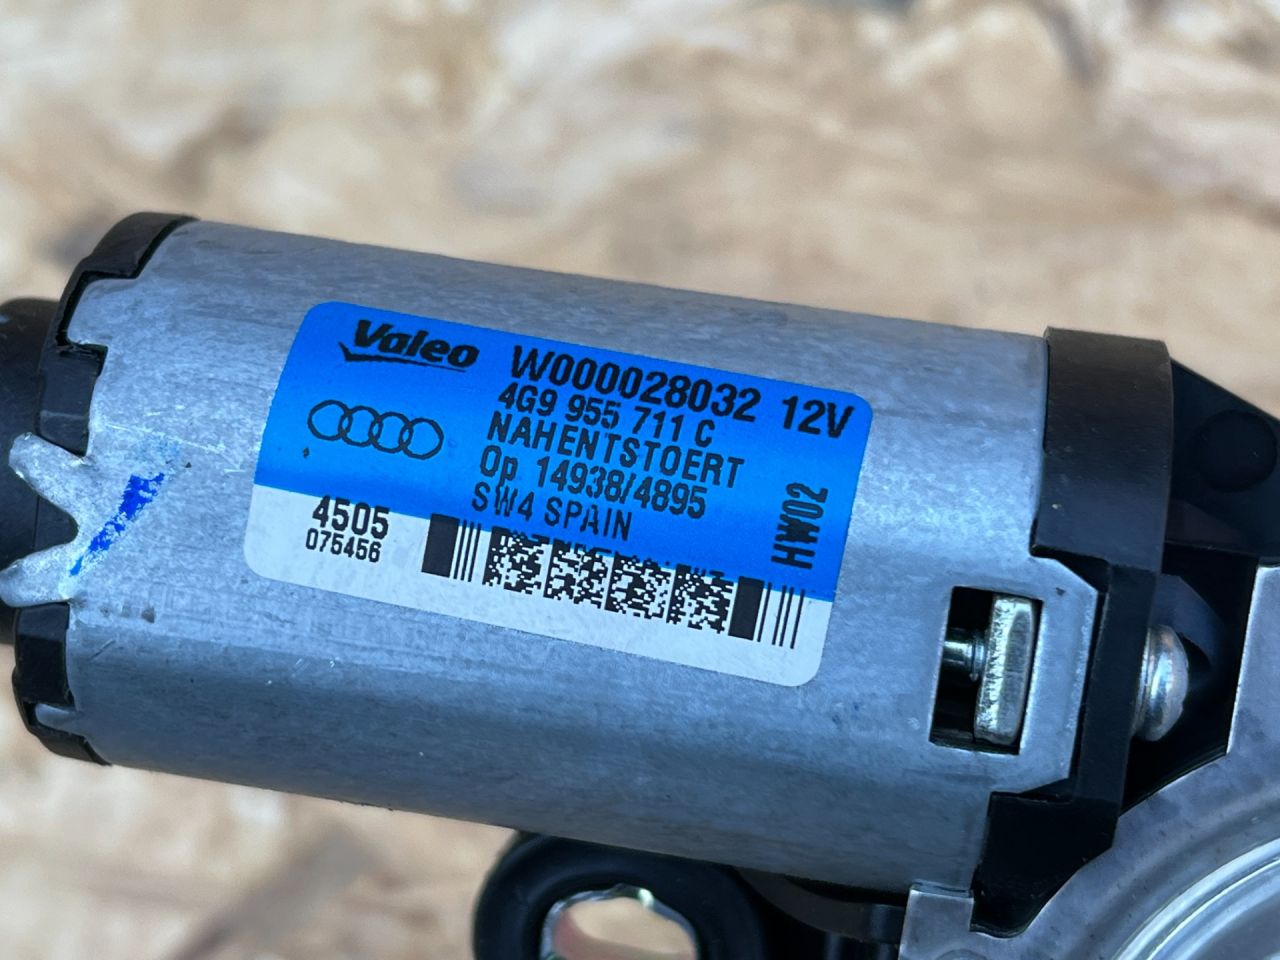 Valeo W000028032 12V
4G9 955 711 C
NAHENTSTOERT
Op 14938/4895
SW4 SPAIN
HW02
4505
075456